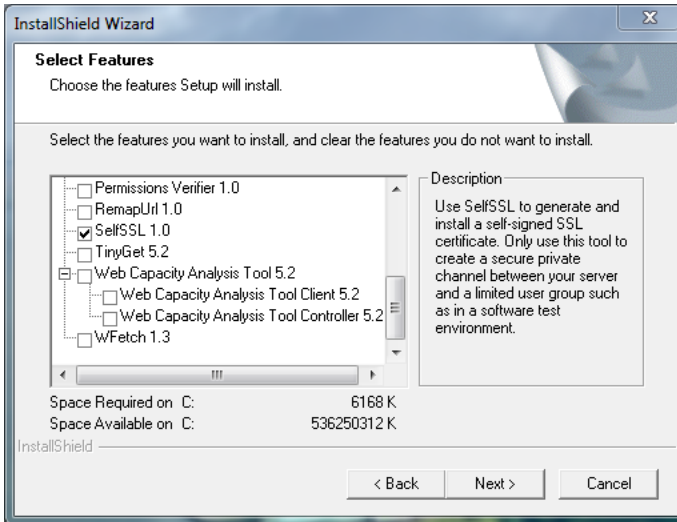 InstallShield Wizard
Select Features
Choose the features Setup will install.
Select the features you want to install, and clear the features you do not want to install.
Permissions Verifier 1.0
RemapUrl 1.0
SelfSSL 1.0
TinyGet 5.2
Web Capacity Analysis Tool 5.2
Web Capacity Analysis Tool Client 5.2
Web Capacity Analysis Tool Controller 5.2
WFetch 1.3
Description
Use SelfSSL to generate and
install a self-signed SSL
certificate. Only use this tool to
create a secure private
channel between your server
and a limited user group such
as in a software test
environment.
Space Required on C: 6168 K
Space Available on C: 536250312 K
InstallShield
< Back
Next >
Cancel